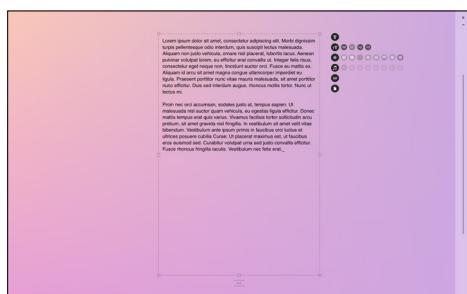 Lorem ipsum dolor sit amet, consectetur adipiscing elit. Morbi dignissim
turpis pellentesque odio interdum, quis suscipit lectus malesuada.
Aliquam non justo vehicula, ornare nisl placerat, lobortis lacus. Aenean
pulvinar volutpat lorem, eu efficitur erat convallis ut. Integer felis risus,
consectetur eget neque non, tincidunt auctor orci. Fusce eu mattis ex.
Aliquam id arcu sit amet magna congue ullamcorper imperdiet eu
ligula. Praesent porttitor nunc vitae mauris malesuada, sit amet porttitor
nunc efficitur. Duis sed interdum augue, rhoncus mollis tortor. Nunc ut
lectus mi.
Proin nec orci accumsan, sodales justo at, tempus sapien. Ut
malesuada nisl auctor quam vehicula, eu egestas ligula efficitur. Donec
mattis tempus erat quis varius. Vivamus facilisis tortor sollicitudin arcu
pretium, sit amet gravida nisl fringilla. In vestibulum sit amet velit vitae
bibendum. Vestibulum ante ipsum primis in faucibus orci luctus et
ultrices posuere cubilia Curae; Ut placerat maximus est, ut faucibus
eros euismod sed. Curabitur volutpat urna sed justo convallis efficitur.
Fusce rhoncus fringilla iaculis. Vestibulum nec felis erat._